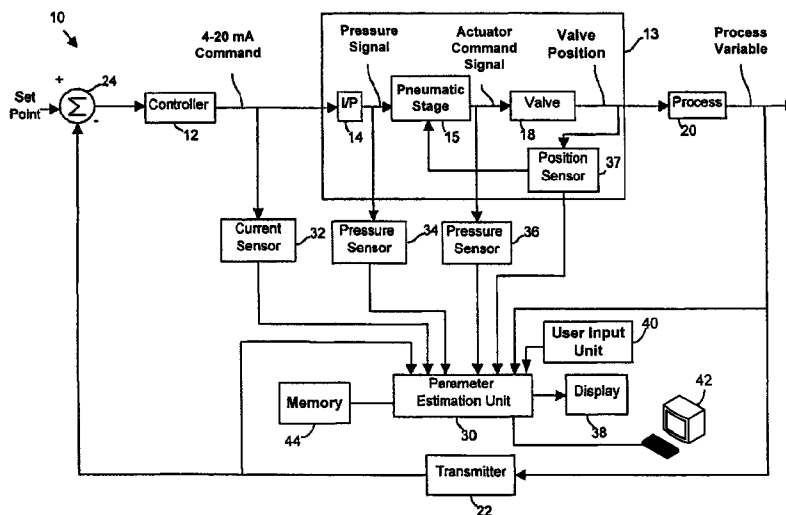 10
4-20 mA
Command
Pressure
Signal
Actuator
Command
Signal
Valve
Position
13
Process
Variable
+
24
Set
Point
Σ
-
Controller
12
I/P
14
Pneumatic
Stage
15
Valve
18
Process
20
Position
Sensor
37
Current
Sensor
32
Pressure
Sensor
34
Pressure
Sensor
36
User Input
Unit
40
Memory
44
Parameter
Estimation Unit
30
Display
38
42
Transmitter
22